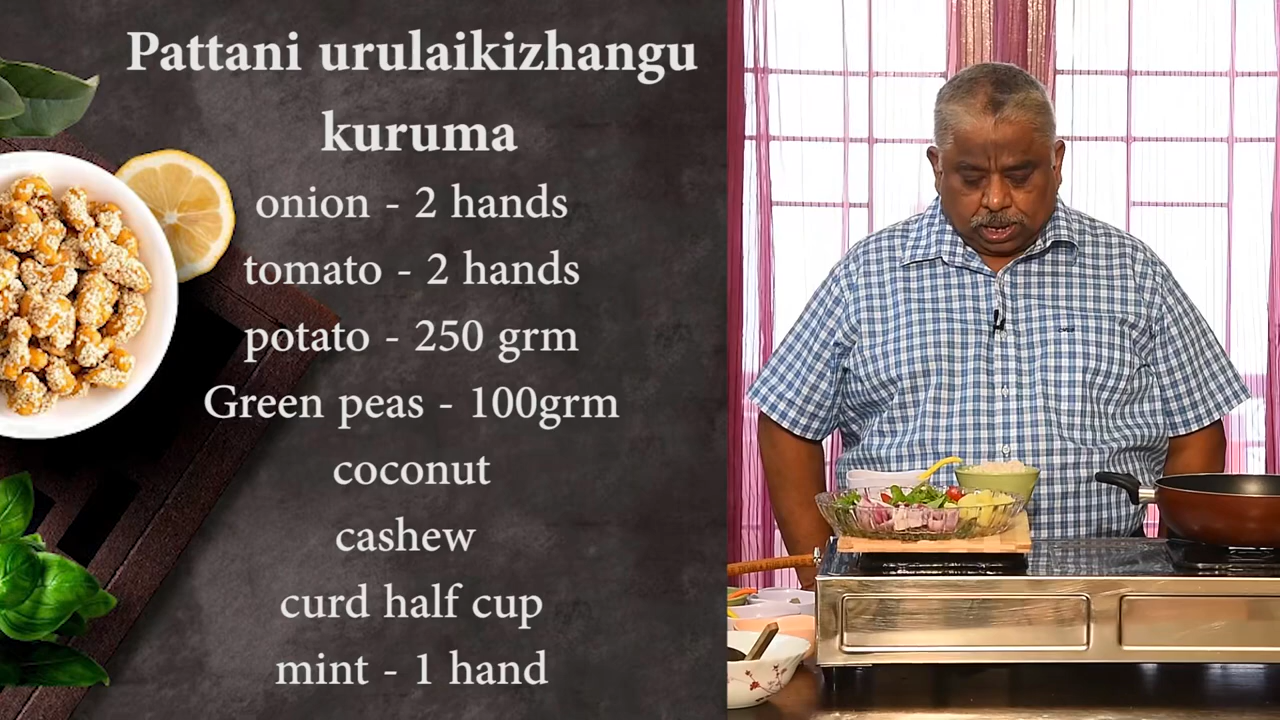 Pattani urulaikizhangu
kuruma
onion - 2 hands
tomato - 2 hands
potato - 250 grm
Green peas - 100grm
coconut
cashew
curd half cup
mint - 1 hand